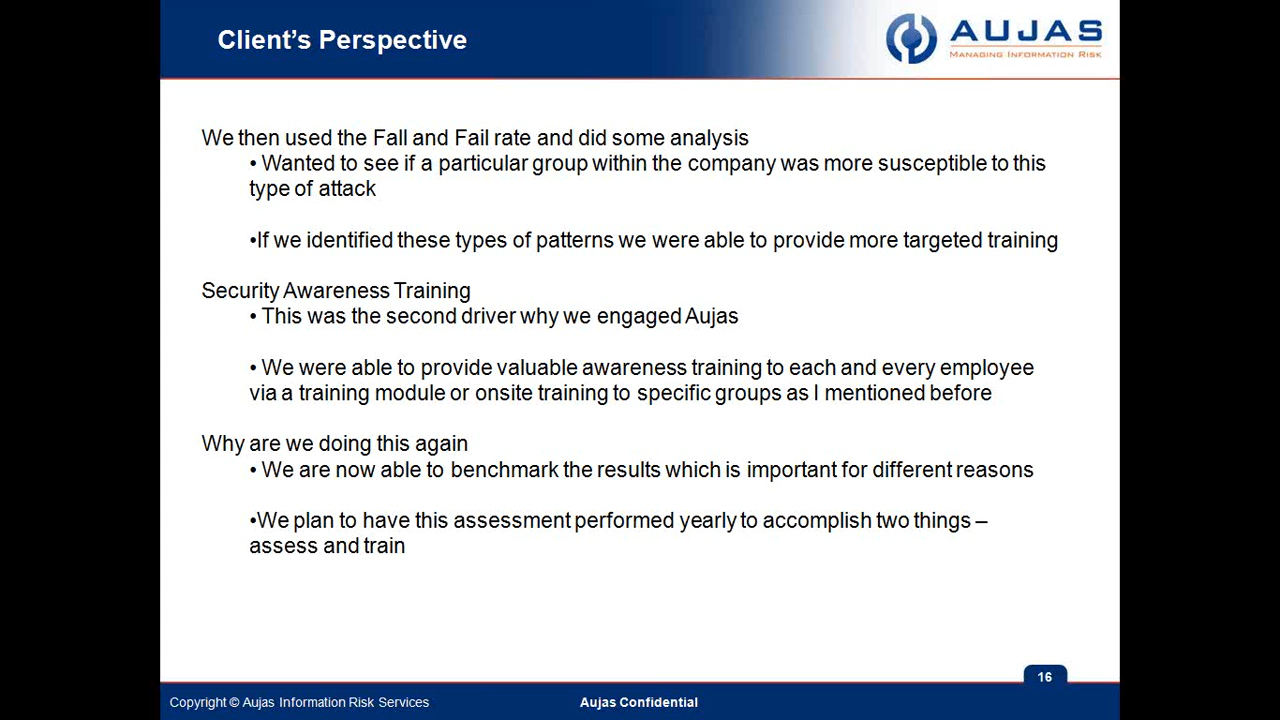 Client's Perspective
AUJAS
MANAGING INFORMATION RISK
We then used the Fall and Fail rate and did some analysis
• Wanted to see if a particular group within the company was more susceptible to this
type of attack
•If we identified these types of patterns we were able to provide more targeted training
Security Awareness Training
• This was the second driver why we engaged Aujas
• We were able to provide valuable awareness training to each and every employee
via a training module or onsite training to specific groups as I mentioned before
Why are we doing this again
• We are now able to benchmark the results which is important for different reasons
•We plan to have this assessment performed yearly to accomplish two things –
assess and train
16
Copyright © Aujas Information Risk Services
Aujas Confidential